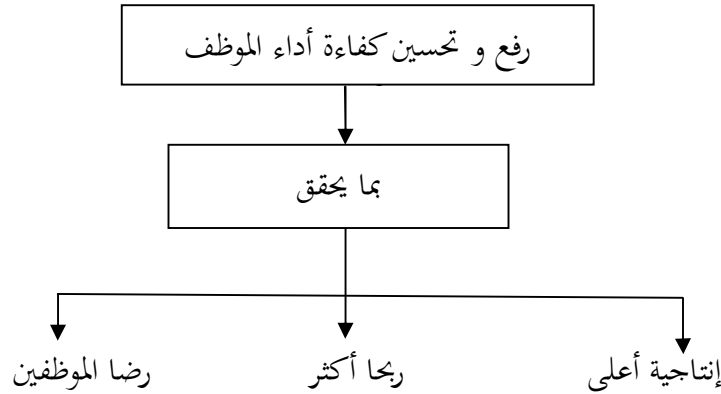 رفع و تحسين كفاءة أداء الموظف
بما يحقق
إنتاجية أعلى
ربحا أكثر
رضا الموظفين